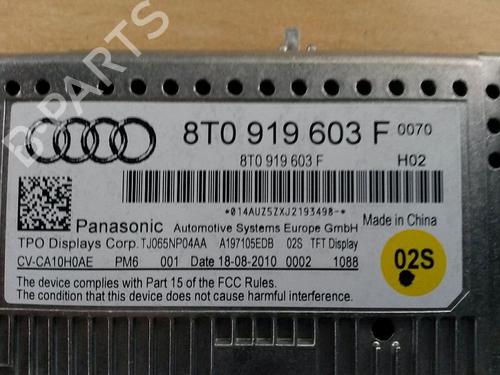 B-PARTS
8T0 919 603 F 0070
8T0 919 603 F H02
*014AUZ5ZXJ2193498-*
Panasonic Automotive Systems Europe GmbH
Made in China
TPO Displays Corp. TJ065NP04AA A197105EDB 02S TFT Display
CV-CA10H0AE PM6 001 Date 18-08-2010 0002 1088
02S
The device complies with Part 15 of the FCC Rules.
The condition that this device does not cause harmful interference.